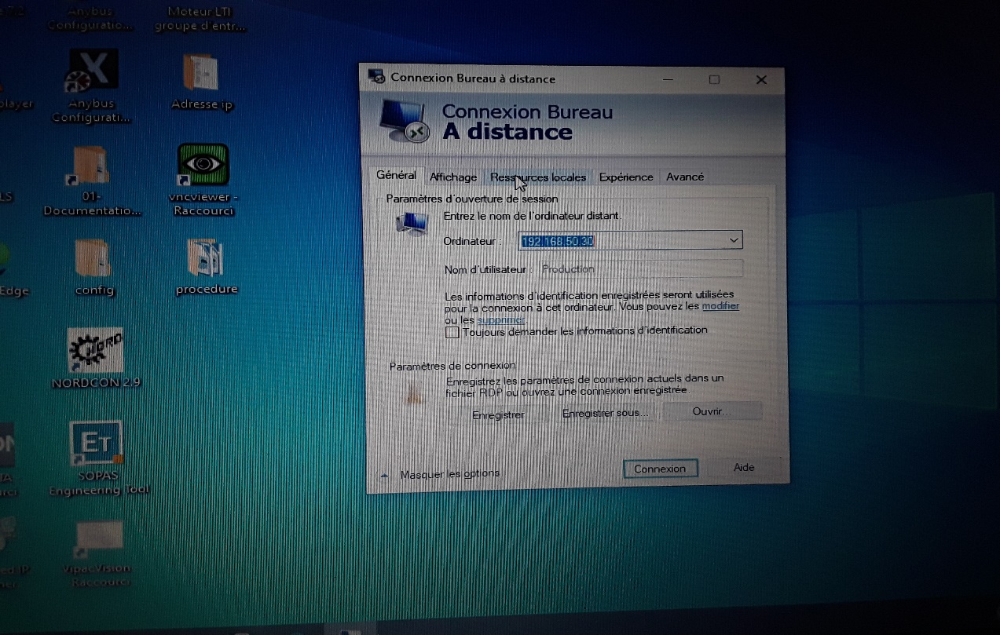 Anybus
Configuratio...
Moteur LTI
groupe d'entr...
player
Anybus
Configurati...
Adresse ip
LS
01-
Documentatio...
vncviewer -
Raccourci
Edge
config
procedure
NORD
NORDCON 2.9
ET
SOPAS
Engineering Tool
VipacVision
Raccourci
Connexion Bureau à distance
Connexion Bureau
A distance
Général
Affichage
Ressources locales
Expérience
Avancé
Paramètres d'ouverture de session
Entrez le nom de l'ordinateur distant.
Ordinateur :
192.168.50.30
Nom d'utilisateur :
Production
Les informations d'identification enregistrées seront utilisées
pour la connexion à cet ordinateur. Vous pouvez les modifier
ou les supprimer.
Toujours demander les informations d'identification
Paramètres de connexion
Enregistrez les paramètres de connexion actuels dans un
fichier RDP ou ouvrez une connexion enregistrée.
Enregistrer
Enregistrer sous...
Ouvrir...
Masquer les options
Connexion
Aide